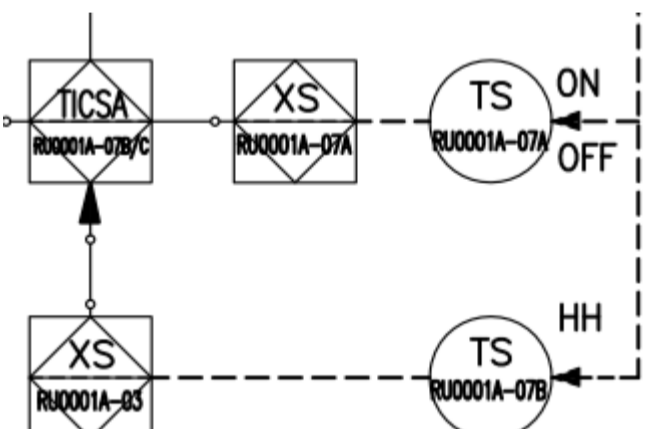 TICSA
RU0001A-07B/C
XS
RU0001A-07A
TS
RU0001A-07A
ON
OFF
XS
RU0001A-03
TS
RU0001A-07B
HH